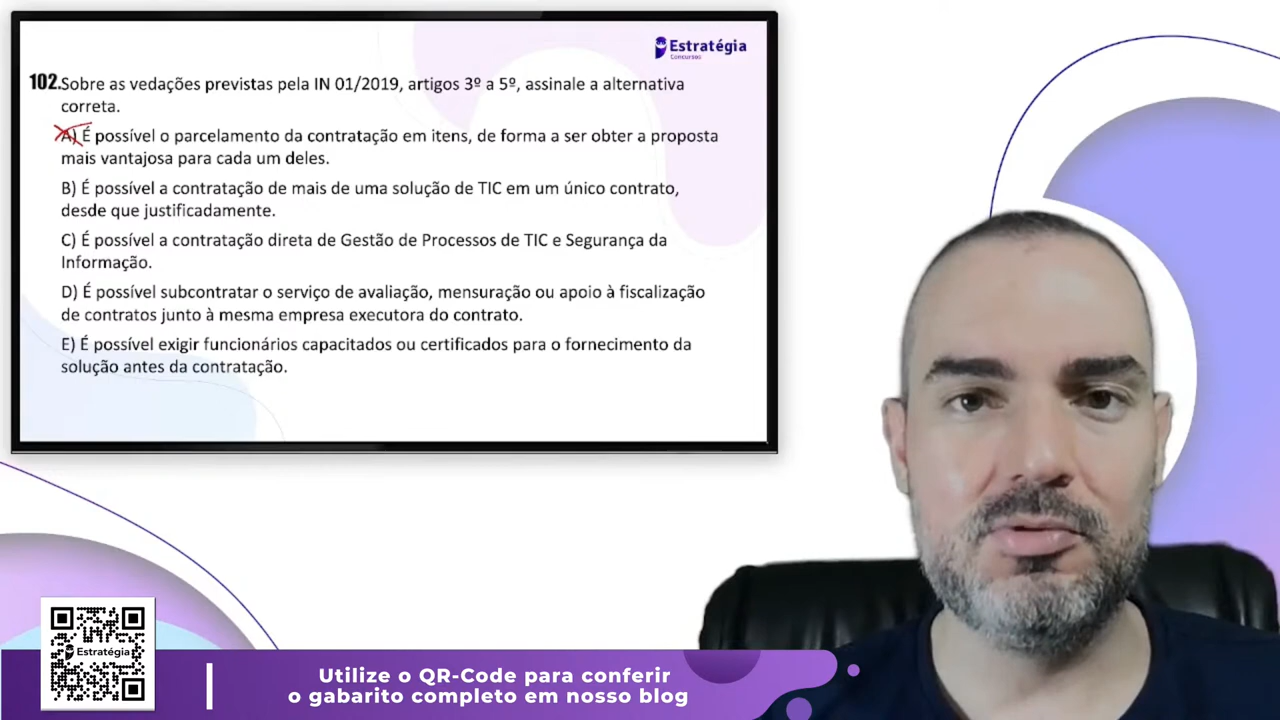 Estratégia
Concursos
102. Sobre as vedações previstas pela IN 01/2019, artigos 3º a 5º, assinale a alternativa
correta.
A) É possível o parcelamento da contratação em itens, de forma a ser obter a proposta
mais vantajosa para cada um deles.
B) É possível a contratação de mais de uma solução de TIC em um único contrato,
desde que justificadamente.
C) É possível a contratação direta de Gestão de Processos de TIC e Segurança da
Informação.
D) É possível subcontratar o serviço de avaliação, mensuração ou apoio à fiscalização
de contratos junto à mesma empresa executora do contrato.
E) É possível exigir funcionários capacitados ou certificados para o fornecimento da
solução antes da contratação.
Estratégia
Utilize o QR-Code para conferir
o gabarito completo em nosso blog